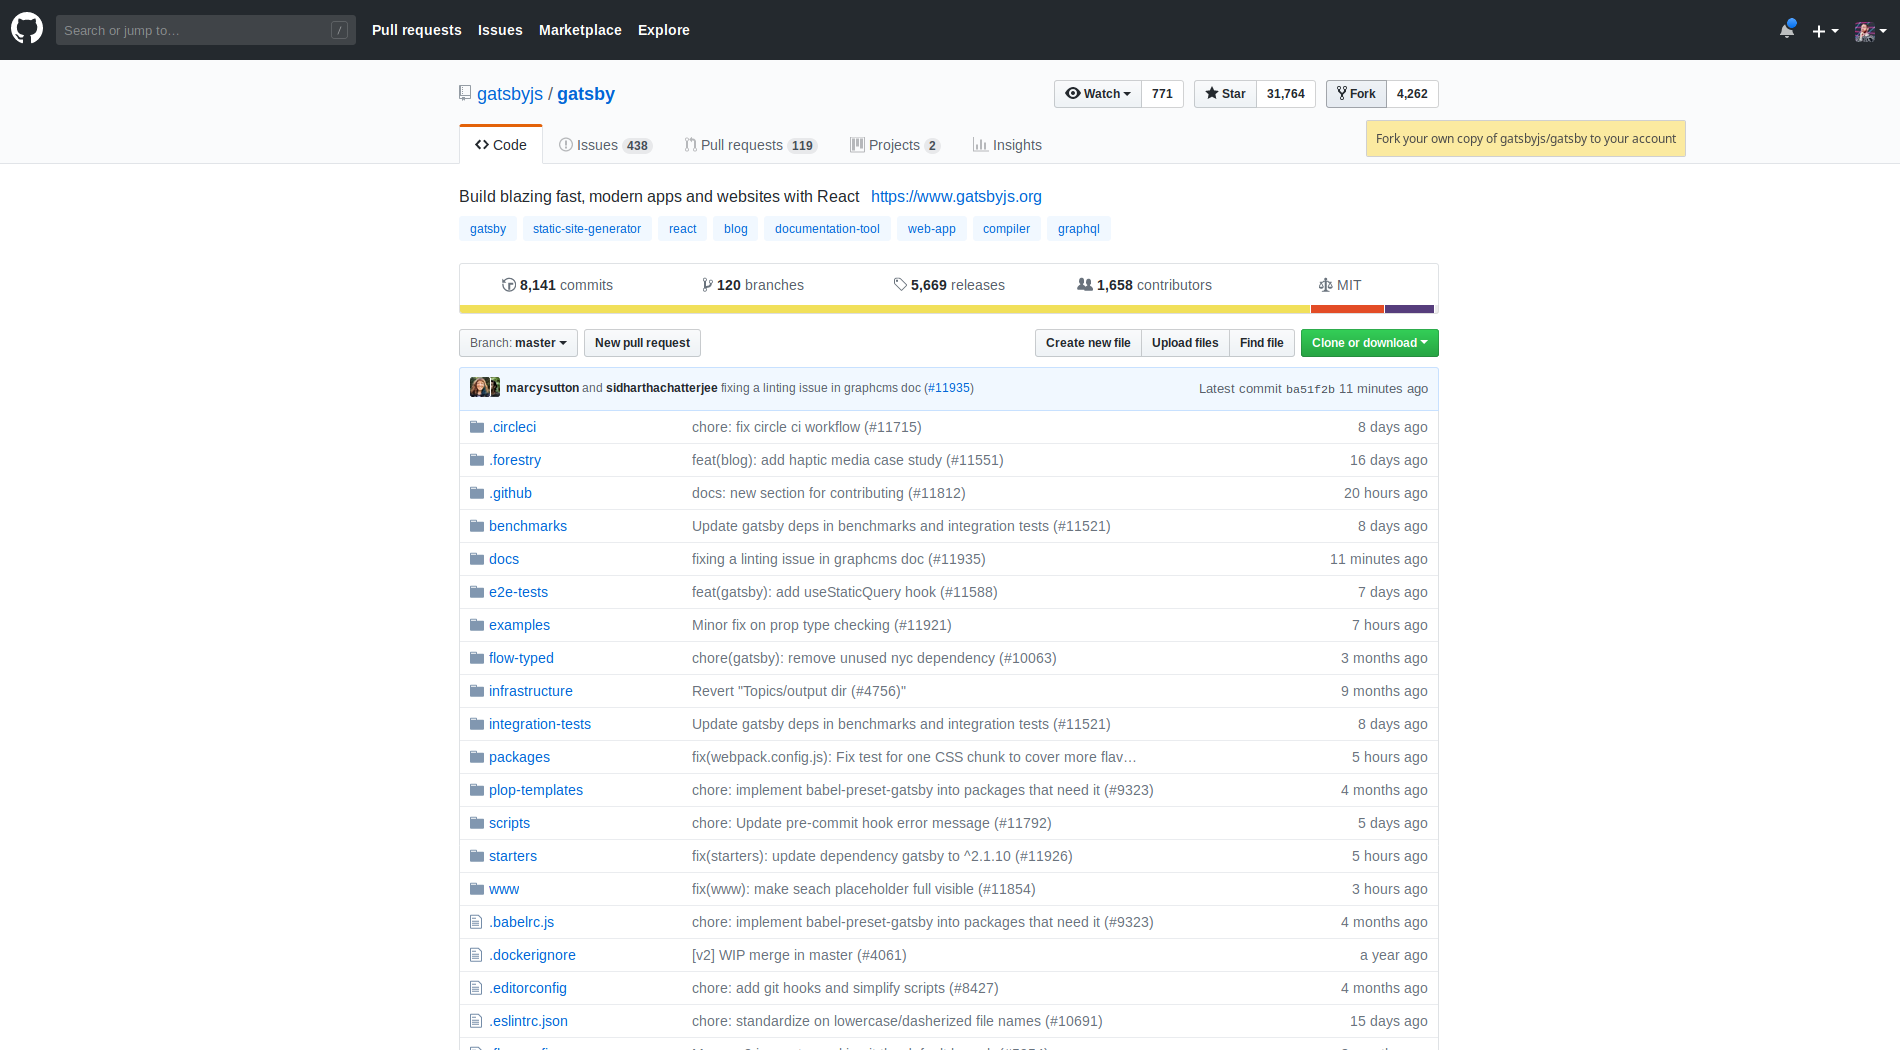 Search or jump to… /
Pull requests Issues Marketplace Explore
gatsbyjs / gatsby
Watch 771 Star 31,764 Fork 4,262
Code Issues 438 Pull requests 119 Projects 2 Insights
Fork your own copy of gatsbyjs/gatsby to your account
Build blazing fast, modern apps and websites with React https://www.gatsbyjs.org
gatsby static-site-generator react blog documentation-tool web-app compiler graphql
8,141 commits 120 branches 5,669 releases 1,658 contributors MIT
Branch: master New pull request Create new file Upload files Find file Clone or download
marcysutton and sidharthachatterjee fixing a linting issue in graphcms doc (#11935) Latest commit ba51f2b 11 minutes ago
.circleci chore: fix circle ci workflow (#11715) 8 days ago
.forestry feat(blog): add haptic media case study (#11551) 16 days ago
.github docs: new section for contributing (#11812) 20 hours ago
benchmarks Update gatsby deps in benchmarks and integration tests (#11521) 8 days ago
docs fixing a linting issue in graphcms doc (#11935) 11 minutes ago
e2e-tests feat(gatsby): add useStaticQuery hook (#11588) 7 days ago
examples Minor fix on prop type checking (#11921) 7 hours ago
flow-typed chore(gatsby): remove unused nyc dependency (#10063) 3 months ago
infrastructure Revert "Topics/output dir (#4756)" 9 months ago
integration-tests Update gatsby deps in benchmarks and integration tests (#11521) 8 days ago
packages fix(webpack.config.js): Fix test for one CSS chunk to cover more flav… 5 hours ago
plop-templates chore: implement babel-preset-gatsby into packages that need it (#9323) 4 months ago
scripts chore: Update pre-commit hook error message (#11792) 5 days ago
starters fix(starters): update dependency gatsby to ^2.1.10 (#11926) 5 hours ago
www fix(www): make seach placeholder full visible (#11854) 3 hours ago
.babelrc.js chore: implement babel-preset-gatsby into packages that need it (#9323) 4 months ago
.dockerignore [v2] WIP merge in master (#4061) a year ago
.editorconfig chore: add git hooks and simplify scripts (#8427) 4 months ago
.eslintrc.json chore: standardize on lowercase/dasherized file names (#10691) 15 days ago